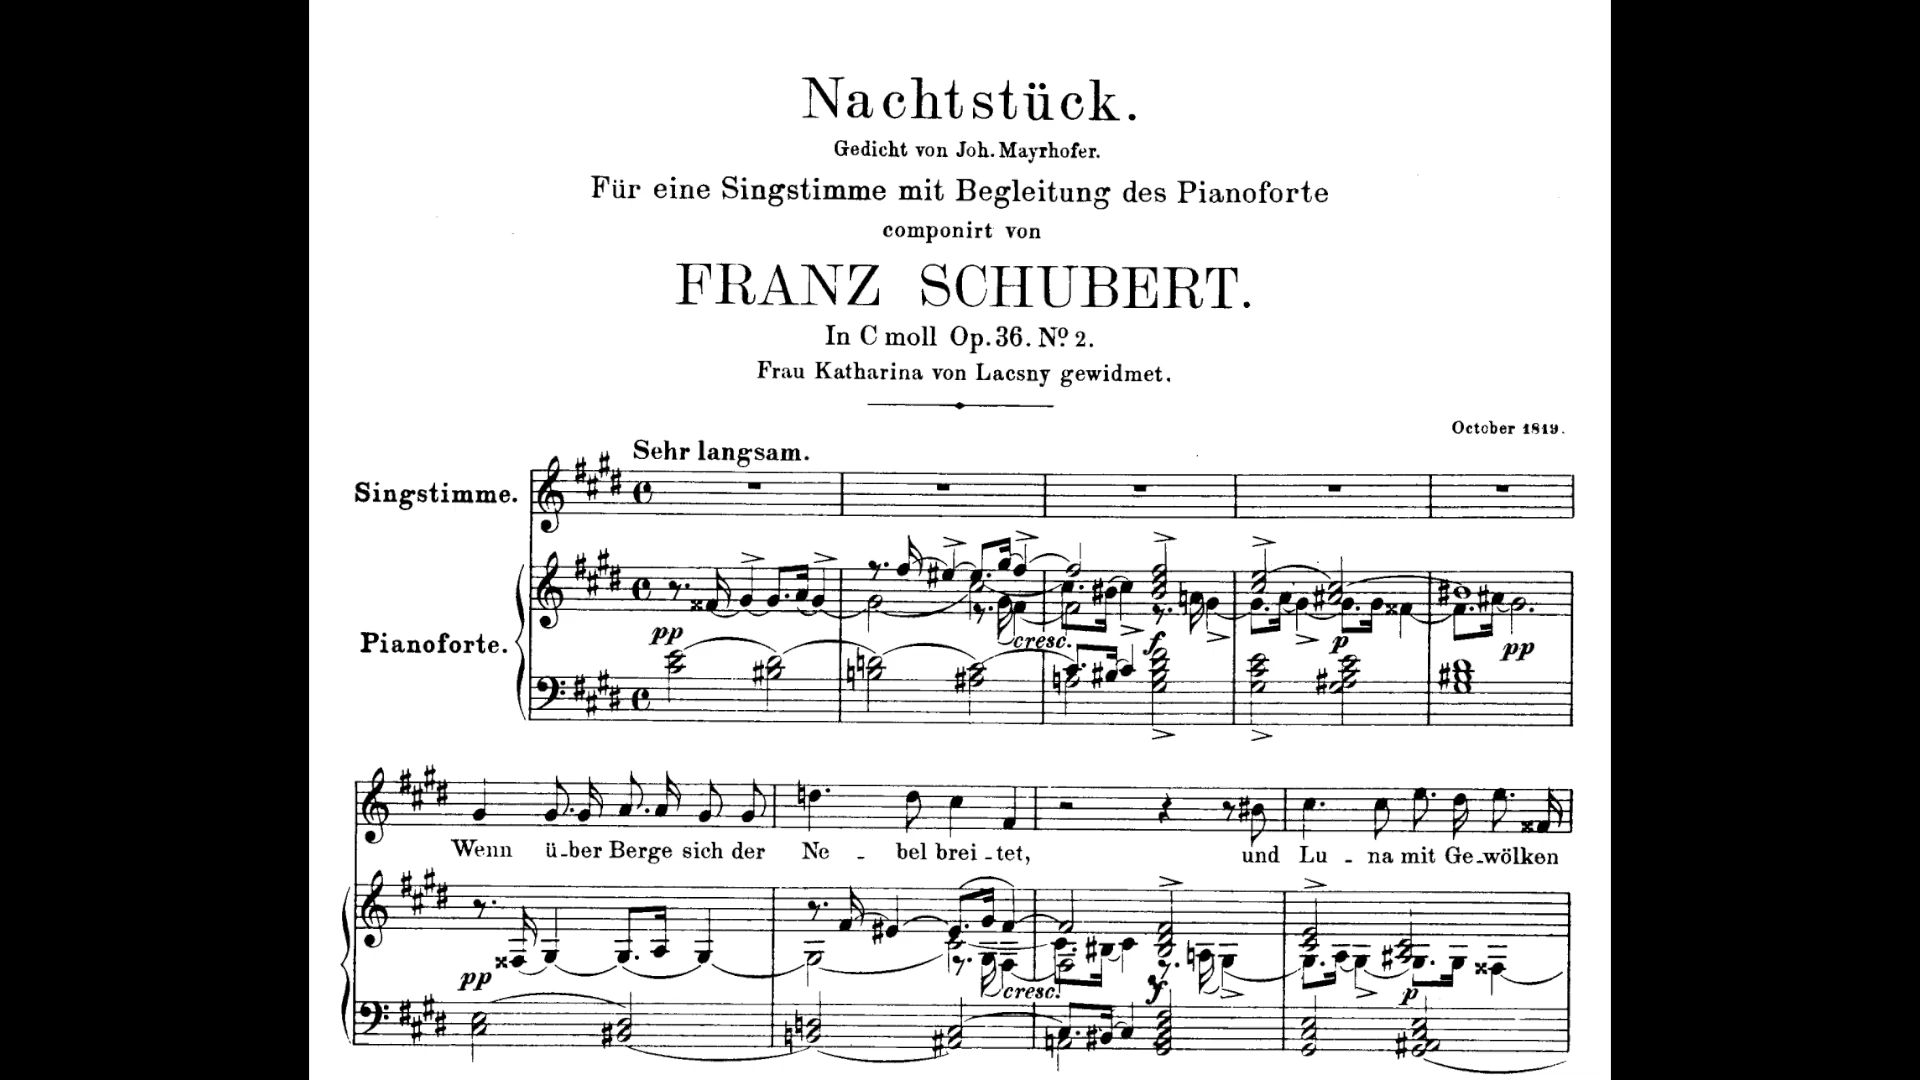 Nachtstück.
Gedicht von Joh. Mayrhofer.
Für eine Singstimme mit Begleitung des Pianoforte
componirt von
FRANZ SCHUBERT.
In C moll Op. 36. No 2.
Frau Katharina von Lacsny gewidmet.
October 1819.
Sehr langsam.
Singstimme.
Pianoforte.
pp cresc. f p pp
Wenn ü-ber Berge sich der Ne - bel brei-tet, und Lu - na mit Ge-wölken
pp cresc. f p